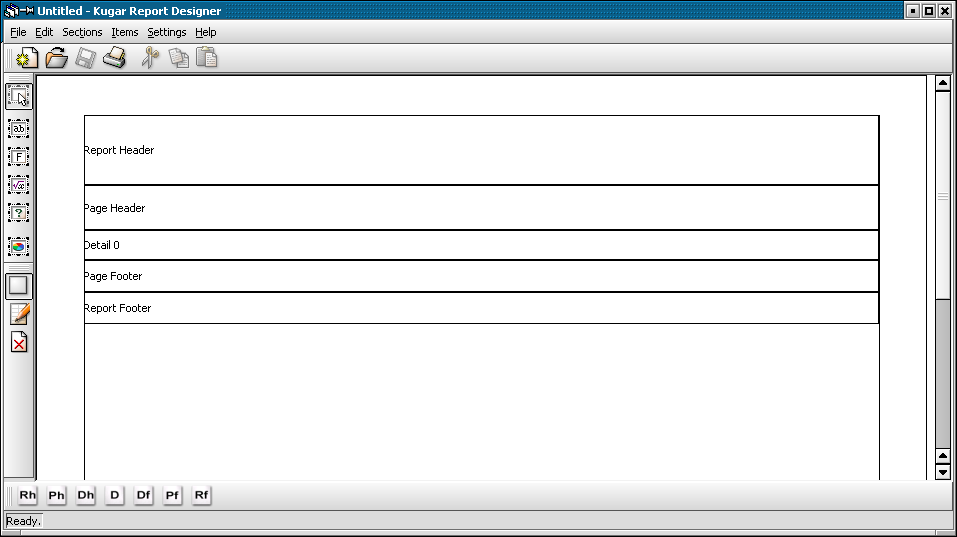 Untitled - Kugar Report Designer
File Edit Sections Items Settings Help
ab
F
√x
?
Report Header
Page Header
Detail 0
Page Footer
Report Footer
Rh Ph Dh D Df Pf Rf
Ready.